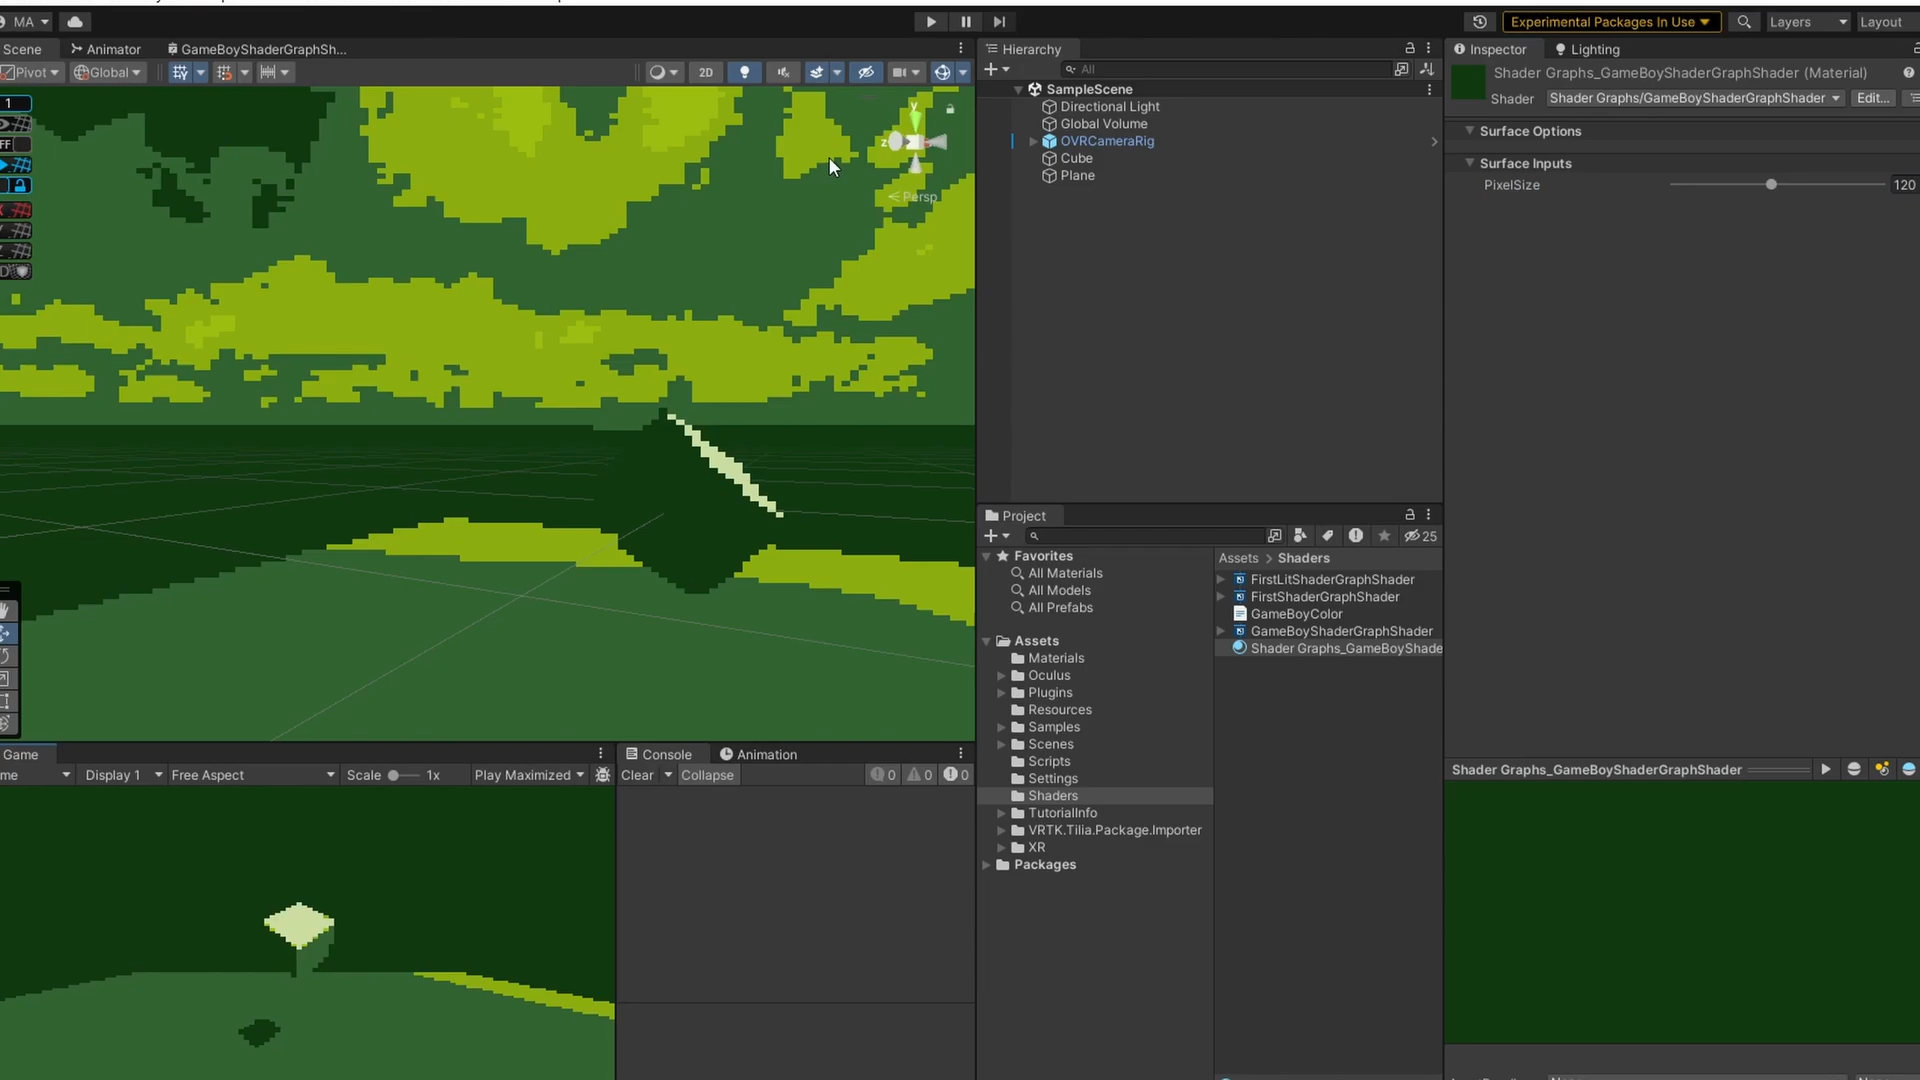 MA
Experimental Packages In Use
Layers
Layout
Scene
Animator
GameBoyShaderGraphSh...
Pivot
Global
2D
1
FF
y
z
Persp
Hierarchy
All
SampleScene
Directional Light
Global Volume
OVRCameraRig
Cube
Plane
Inspector
Lighting
Shader Graphs_GameBoyShaderGraphShader (Material)
Shader
Shader Graphs/GameBoyShaderGraphShader
Edit...
Surface Options
Surface Inputs
PixelSize
120
Project
25
Favorites
All Materials
All Models
All Prefabs
Assets
Materials
Oculus
Plugins
Resources
Samples
Scenes
Scripts
Settings
Shaders
TutorialInfo
VRTK.Tilia.Package.Importer
XR
Packages
Assets > Shaders
FirstLitShaderGraphShader
FirstShaderGraphShader
GameBoyColor
GameBoyShaderGraphShader
Shader Graphs_GameBoyShade
Game
me
Display 1
Free Aspect
Scale
1x
Play Maximized
Console
Animation
Clear
Collapse
0
0
0
Shader Graphs_GameBoyShaderGraphShader